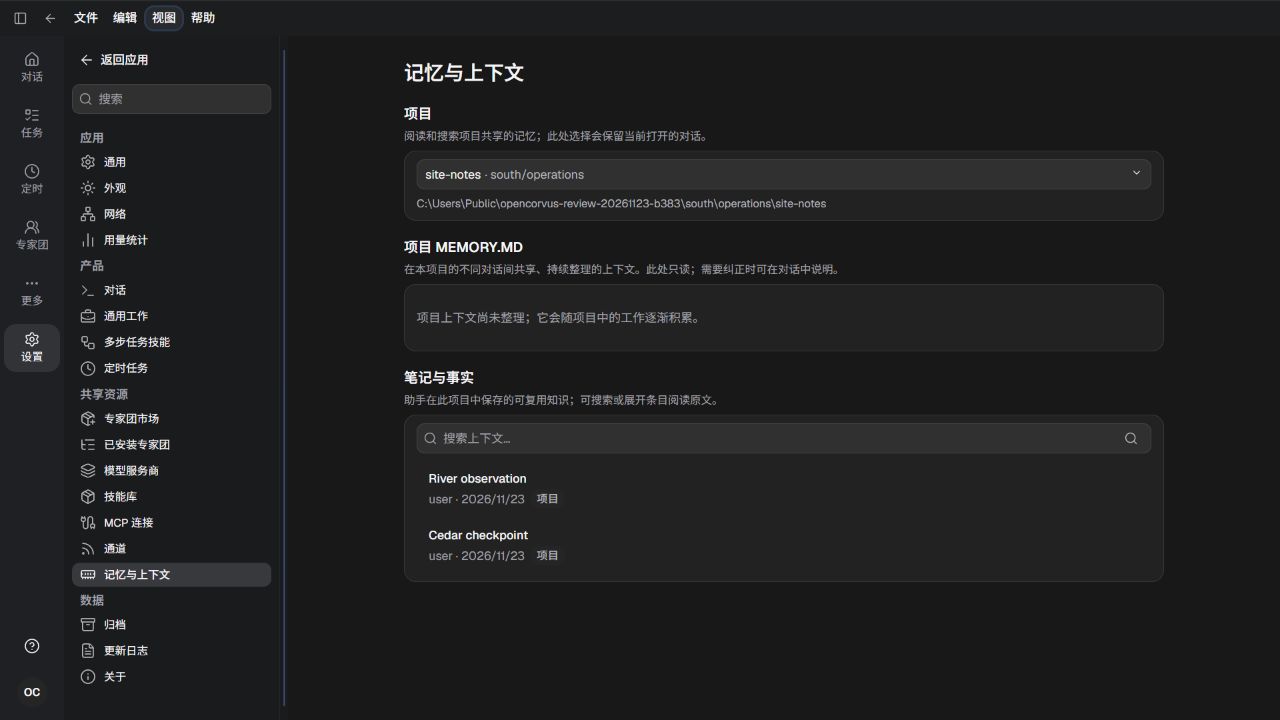 文件 编辑 视图 帮助
对话
任务
定时
专家团
更多
设置
OC
返回应用
搜索
应用
通用
外观
网络
用量统计
产品
对话
通用工作
多步任务技能
定时任务
共享资源
专家团市场
已安装专家团
模型服务商
技能库
MCP 连接
通道
记忆与上下文
数据
归档
更新日志
关于
记忆与上下文
项目
阅读和搜索项目共享的记忆；此处选择会保留当前打开的对话。
site-notes · south/operations
C:\Users\Public\opencorvus-review-20261123-b383\south\operations\site-notes
项目 MEMORY.MD
在本项目的不同对话间共享、持续整理的上下文。此处只读；需要纠正时可在对话中说明。
项目上下文尚未整理；它会随项目中的工作逐渐积累。
笔记与事实
助手在此项目中保存的可复用知识；可搜索或展开条目阅读原文。
搜索上下文...
River observation
user · 2026/11/23 项目
Cedar checkpoint
user · 2026/11/23 项目